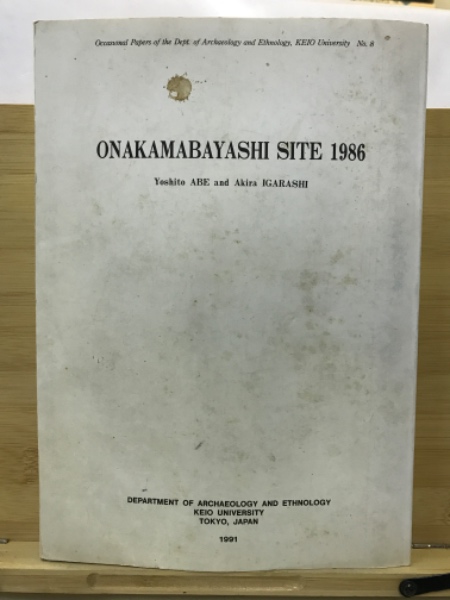 Occasional Papers of the Dept. of Archaeology and Ethnology, KEIO University No. 8
ONAKAMABAYASHI SITE 1986
Yoshito ABE and Akira IGARASHI
DEPARTMENT OF ARCHAEOLOGY AND ETHNOLOGY
KEIO UNIVERSITY
TOKYO, JAPAN
1991